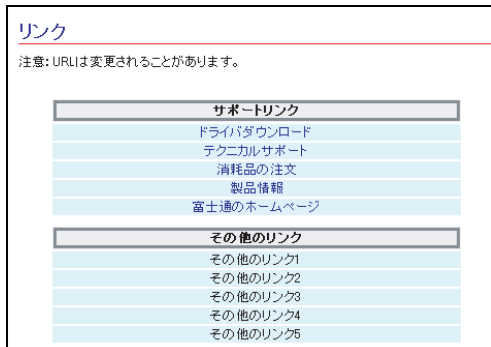 リンク
注意: URLは変更されることがあります。
サポートリンク
ドライバダウンロード
テクニカルサポート
消耗品の注文
製品情報
富士通のホームページ
その他のリンク
その他のリンク1
その他のリンク2
その他のリンク3
その他のリンク4
その他のリンク5